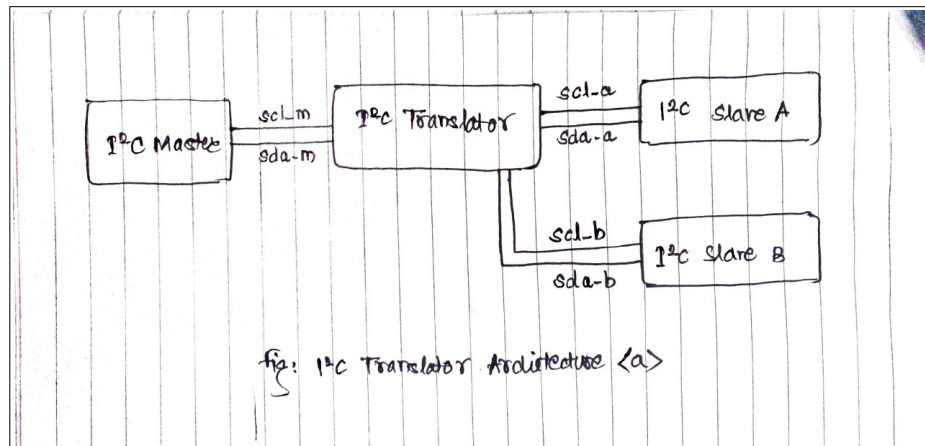 I²C Master
scl_m
sda-m
I²C Translator
scl-a
sda-a
I²C Slave A
scl-b
sda-b
I²C Slave B
fig: I²C Translator Architecture <a>